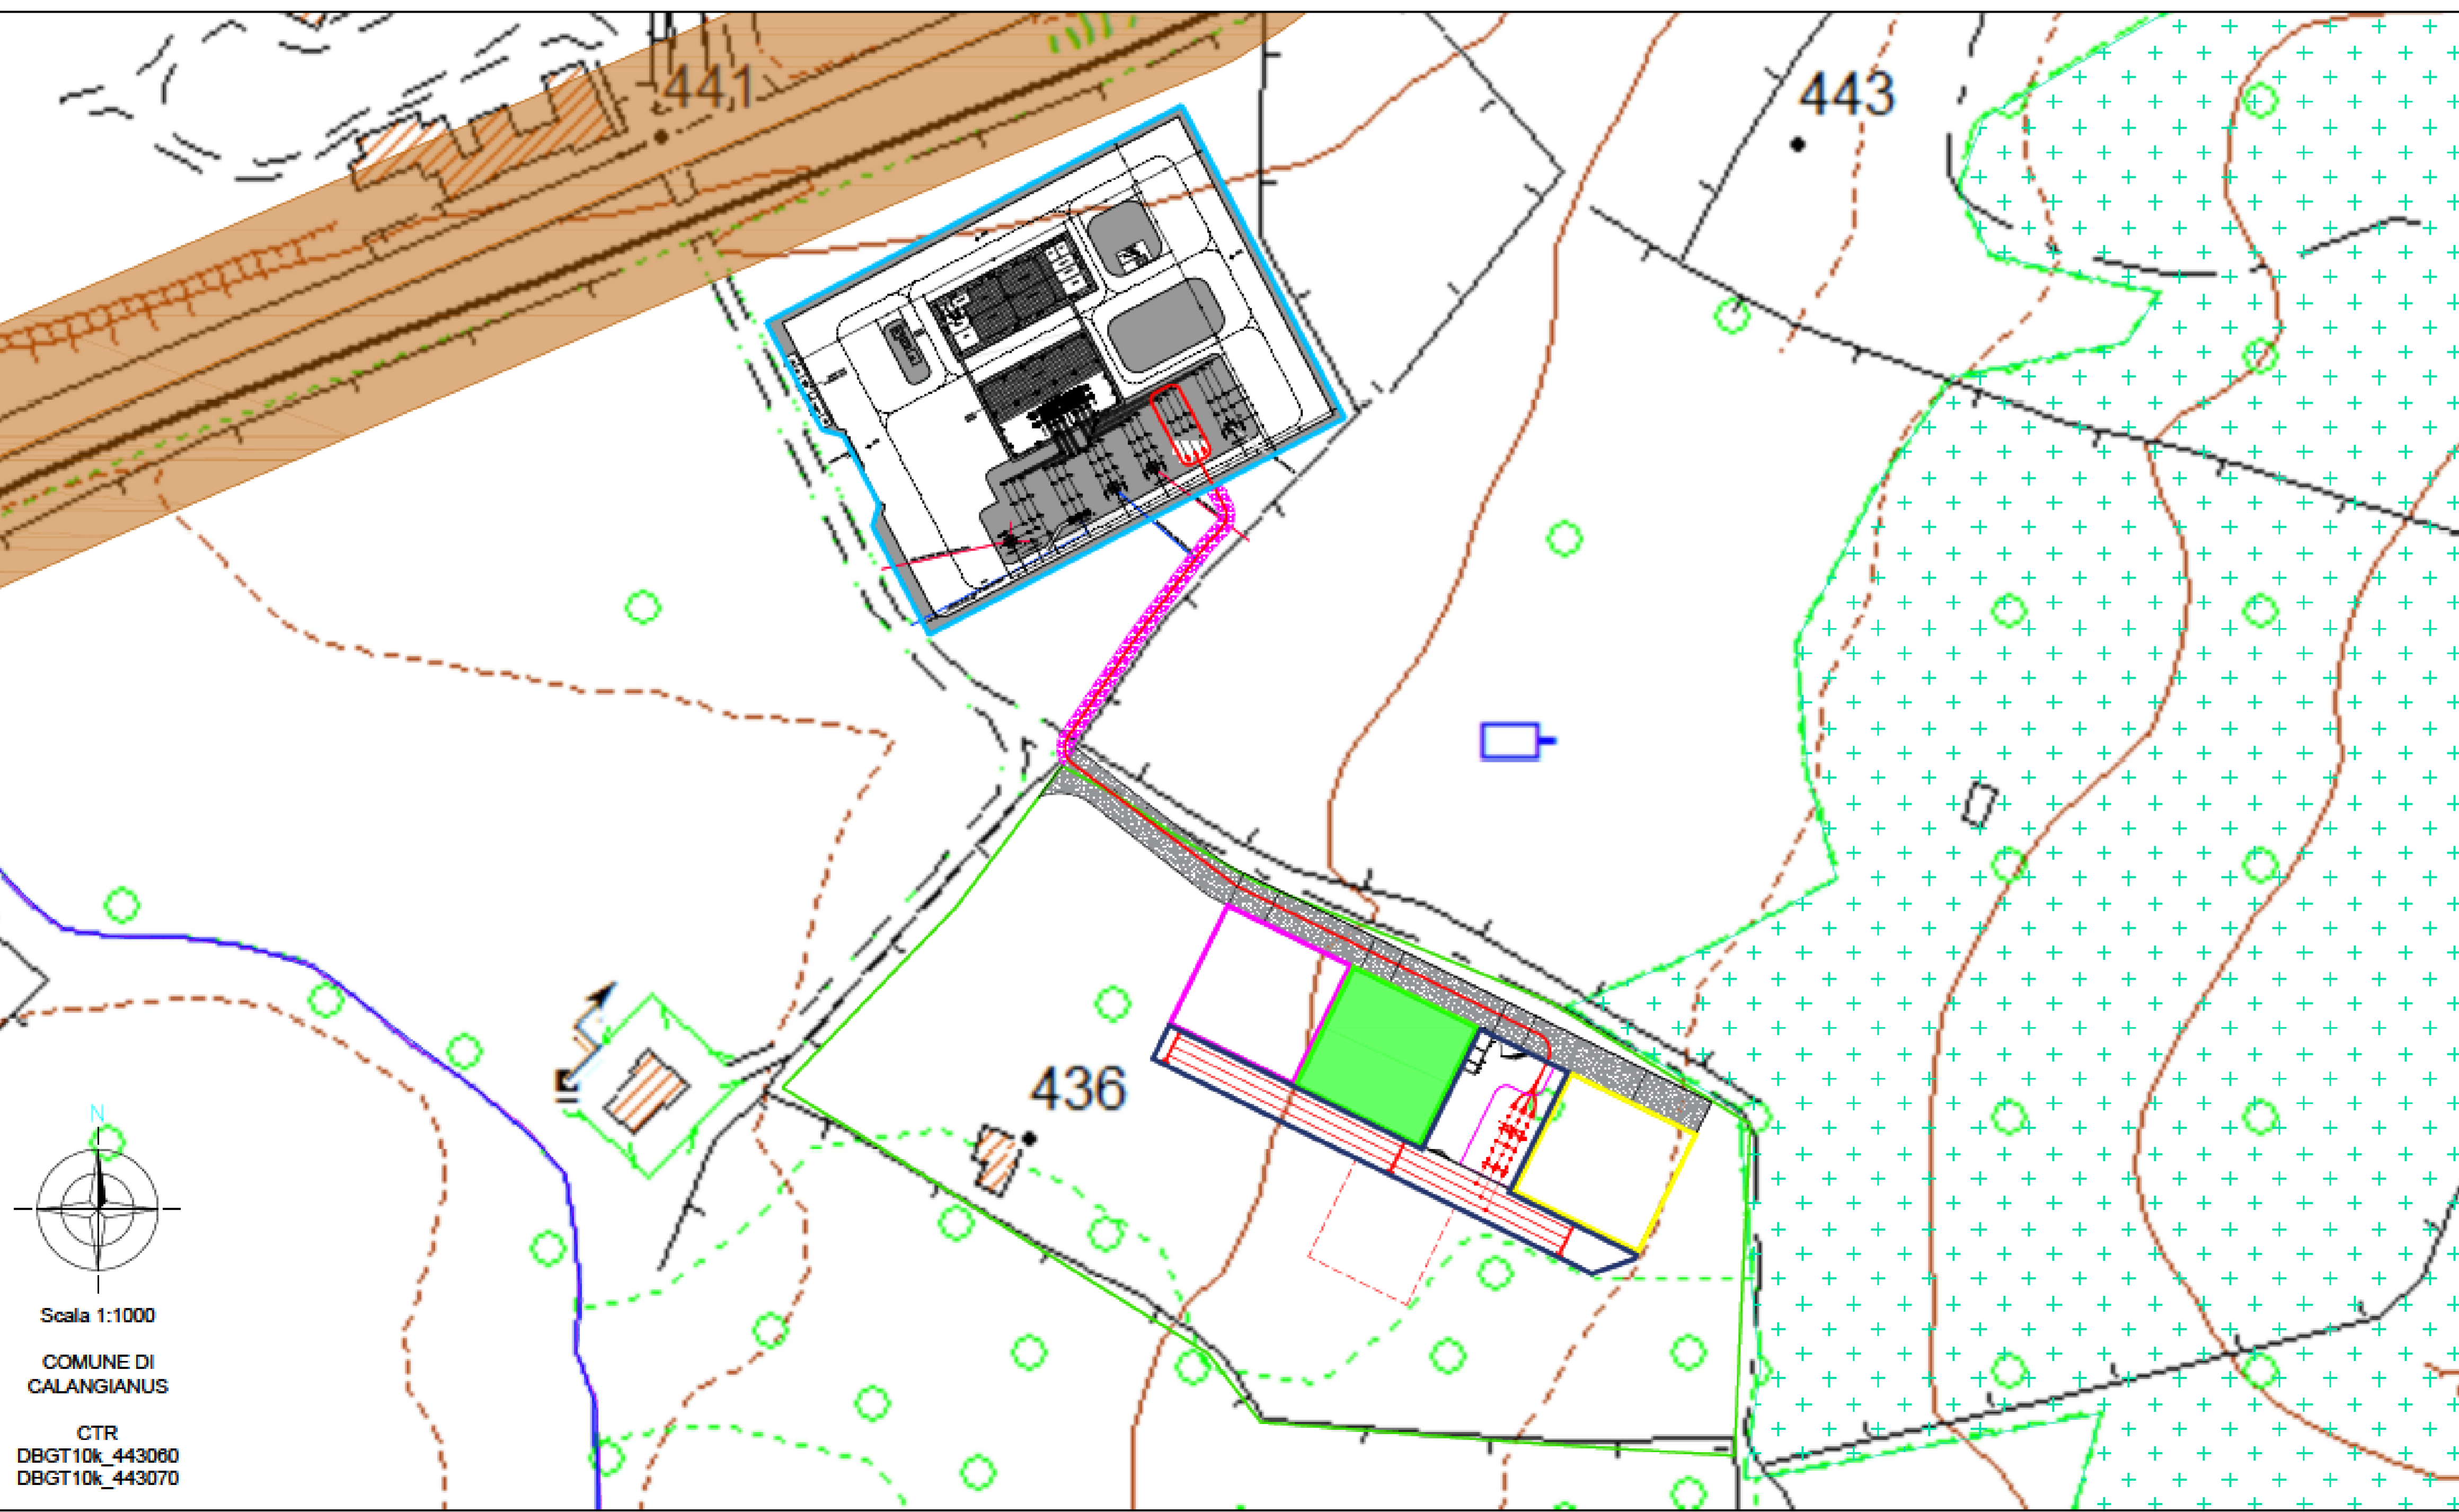 441
443
436
N
Scala 1:1000
COMUNE DI
CALANGIANUS
CTR
DBGT10k_443060
DBGT10k_443070